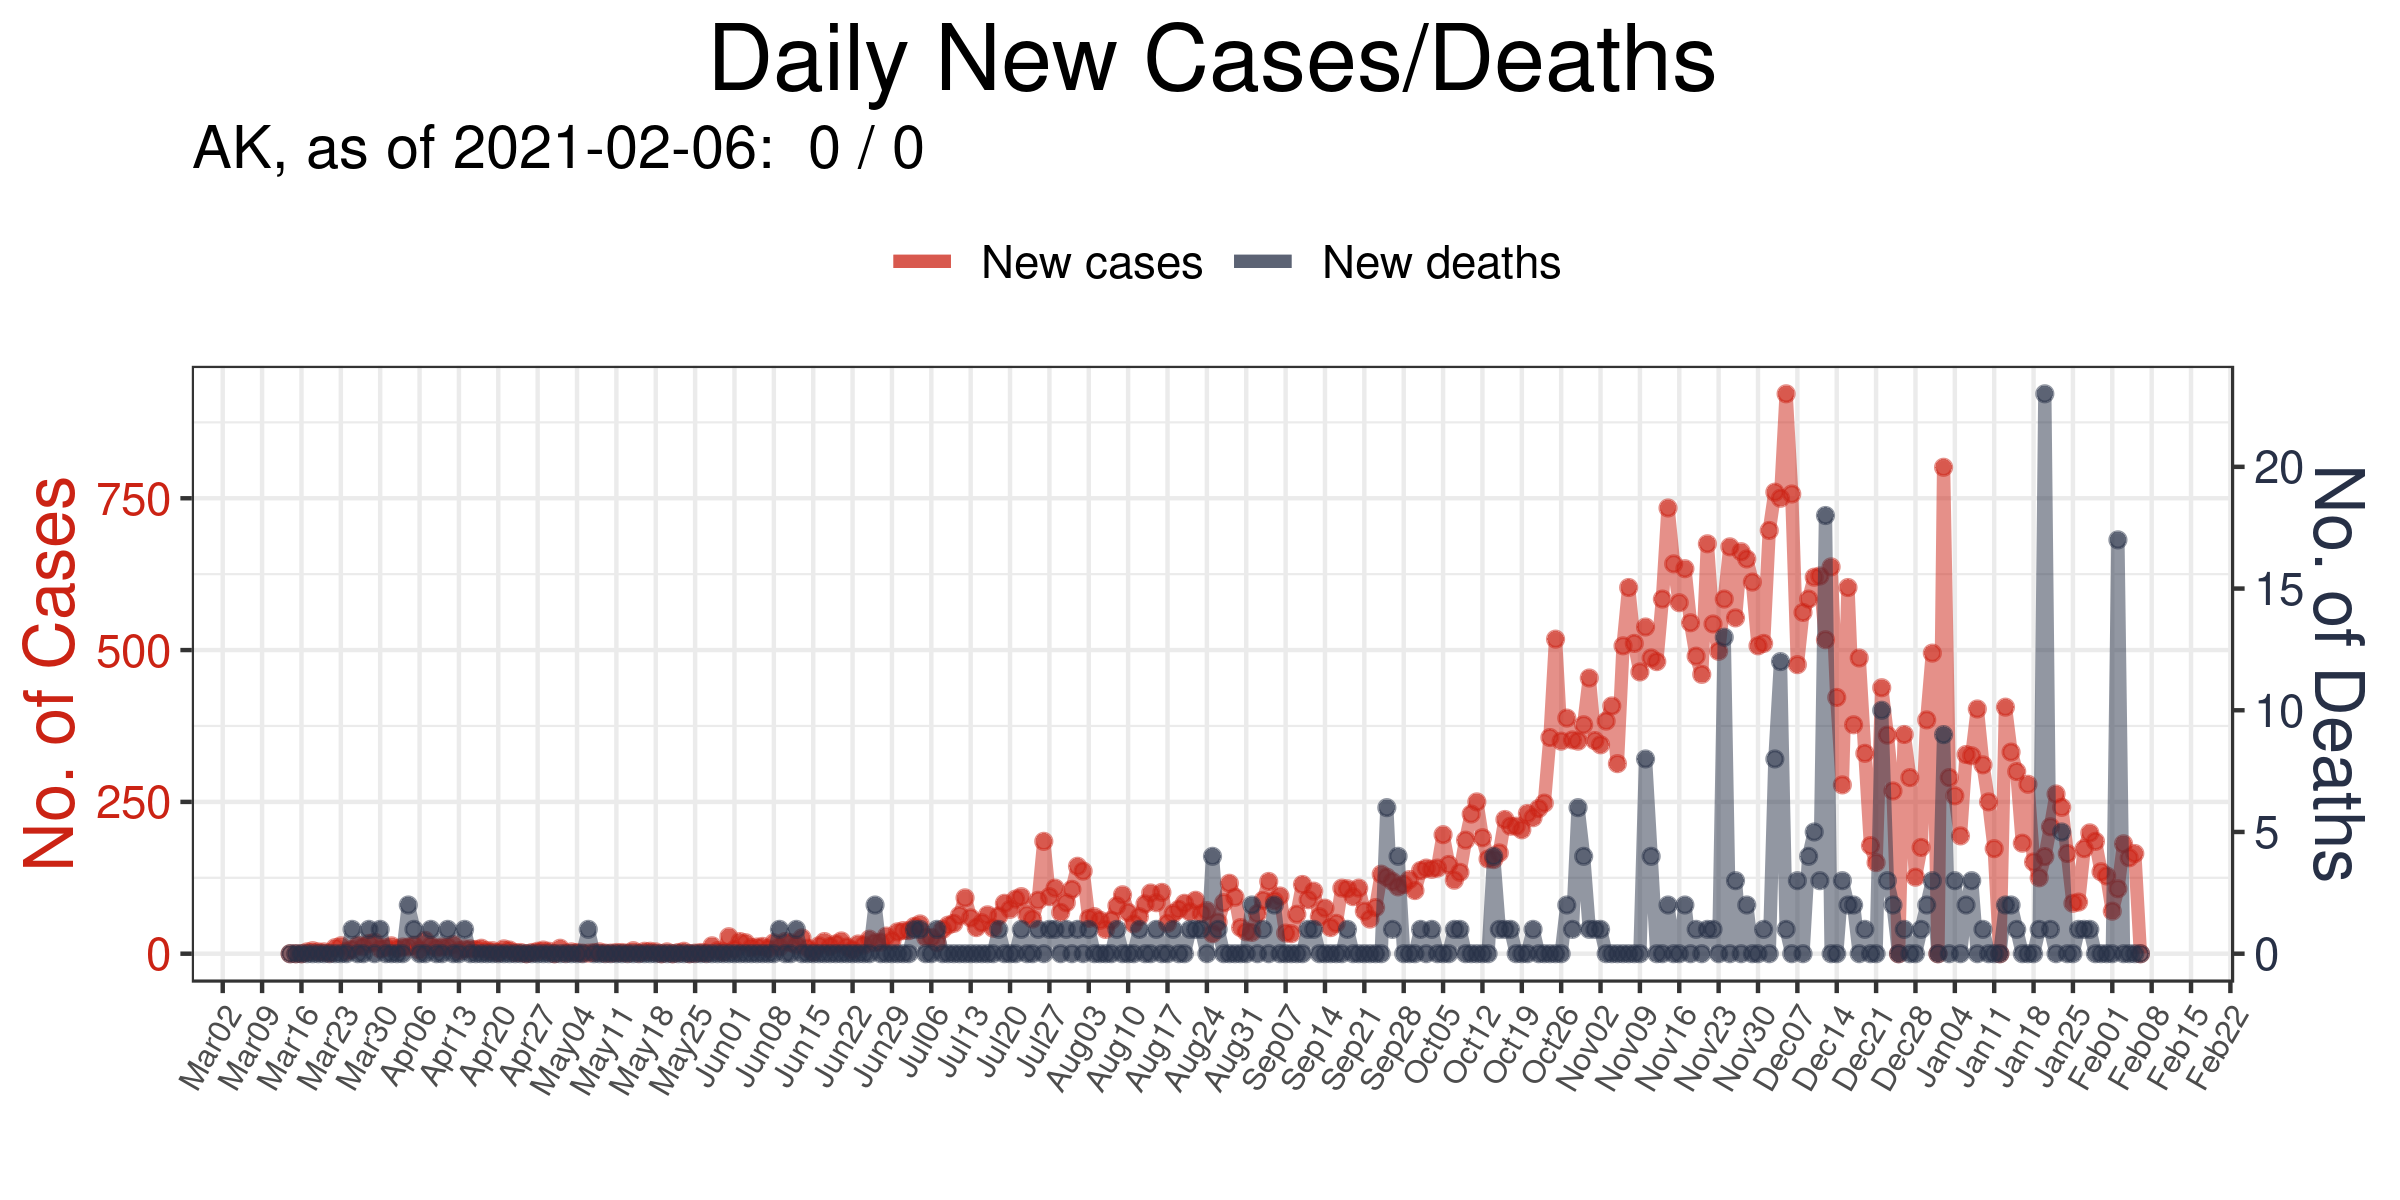 Daily New Cases/Deaths
AK, as of 2021-02-06:  0 / 0
New cases
New deaths
No. of Cases
750
500
250
0
20
15
10
5
0
No. of Deaths
Mar02
Mar09
Mar16
Mar23
Mar30
Apr06
Apr13
Apr20
Apr27
May04
May11
May18
May25
Jun01
Jun08
Jun15
Jun22
Jun29
Jul06
Jul13
Jul20
Jul27
Aug03
Aug10
Aug17
Aug24
Aug31
Sep07
Sep14
Sep21
Sep28
Oct05
Oct12
Oct19
Oct26
Nov02
Nov09
Nov16
Nov23
Nov30
Nov07
Dec14
Dec21
Dec28
Dec04
Jan11
Jan18
Jan25
Jan25
Feb01
Feb08
Feb15
Feb22